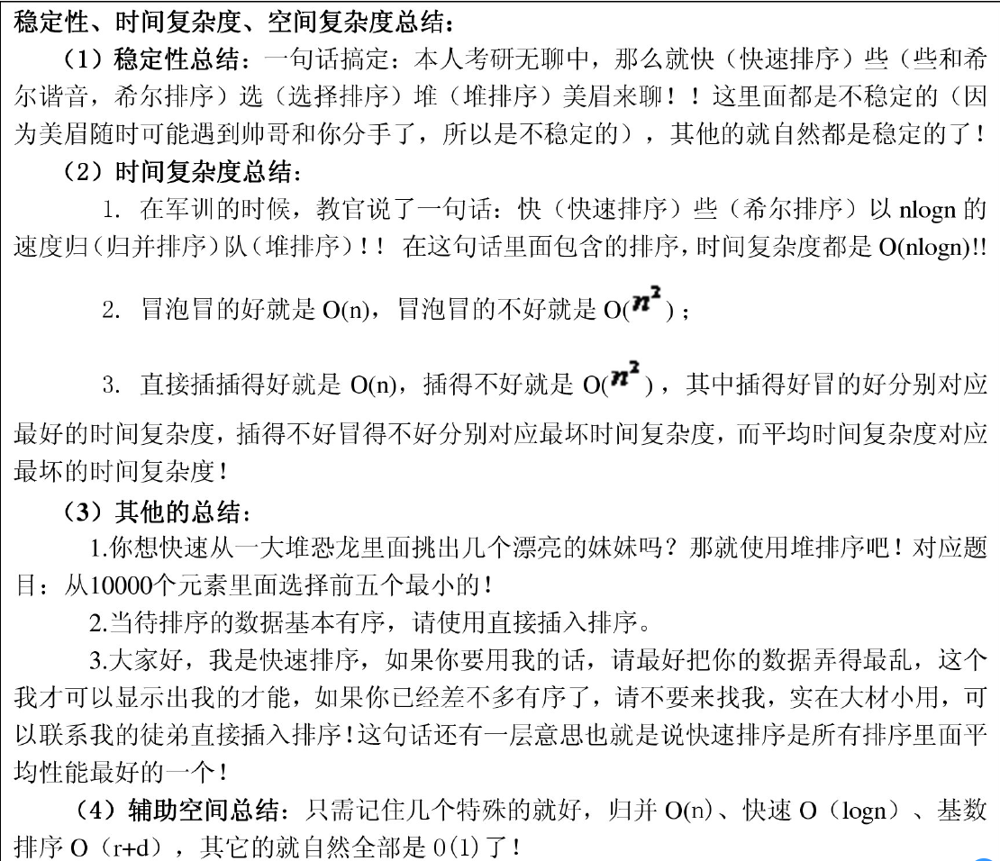 稳定性、时间复杂度、空间复杂度总结：
（1）稳定性总结：一句话搞定：本人考研无聊中，那么就快（快速排序）些（些和希
尔谐音，希尔排序）选（选择排序）堆（堆排序）美眉来聊！！这里面都是不稳定的（因
为美眉随时可能遇到帅哥和你分手了，所以是不稳定的），其他的就自然都是稳定的了！
（2）时间复杂度总结：
1. 在军训的时候，教官说了一句话：快（快速排序）些（希尔排序）以 nlogn 的
速度归（归并排序）队（堆排序）！！ 在这句话里面包含的排序，时间复杂度都是 O(nlogn)!!
2. 冒泡冒的好就是 O(n)，冒泡冒的不好就是 O(n²)；
3. 直接插插得好就是 O(n)，插得不好就是 O(n²)，其中插得好冒的好分别对应
最好的时间复杂度，插得不好冒得不好分别对应最坏时间复杂度，而平均时间复杂度对应
最坏的时间复杂度！
（3）其他的总结：
1.你想快速从一大堆恐龙里面挑出几个漂亮的妹妹吗？那就使用堆排序吧！对应题
目：从10000个元素里面选择前五个最小的！
2.当待排序的数据基本有序，请使用直接插入排序。
3.大家好，我是快速排序，如果你要用我的话，请最好把你的数据弄得最乱，这个
我才可以显示出我的才能，如果你已经差不多有序了，请不要来找我，实在大材小用，可
以联系我的徒弟直接插入排序！这句话还有一层意思也就是说快速排序是所有排序里面平
均性能最好的一个！
（4）辅助空间总结：只需记住几个特殊的就好，归并 O(n)、快速 O（logn）、基数
排序 O（r+d），其它的就自然全部是 O(1)了！